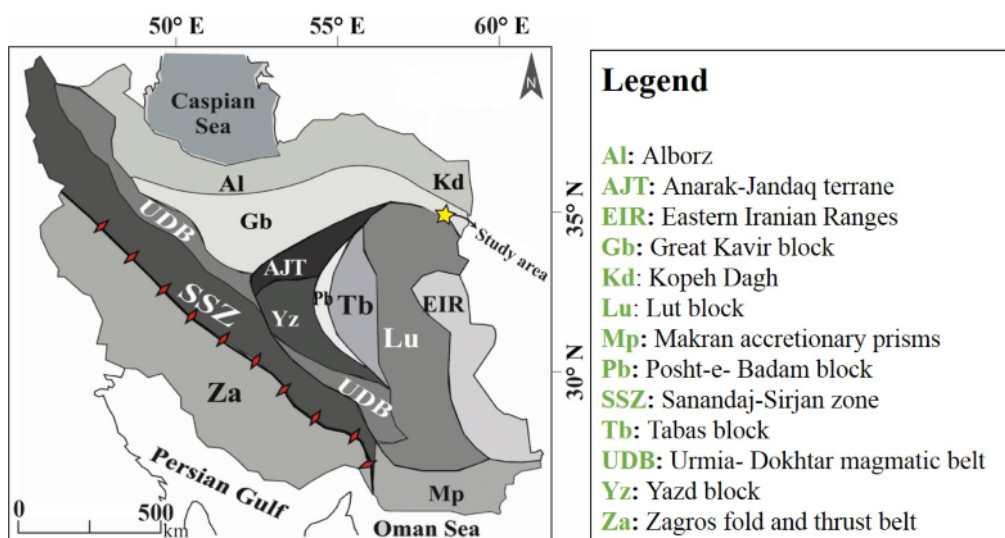 50° E 55° E 60° E
N
Caspian
Sea
Al
Kd
35° N
Gb
UDB
Study area
AJT
Pb
Tb
EIR
SSZ
Yz
Lu
30° N
Za
UDB
Persian Gulf
Mp
0 500
km
Oman Sea
Legend
Al: Alborz
AJT: Anarak-Jandaq terrane
EIR: Eastern Iranian Ranges
Gb: Great Kavir block
Kd: Kopeh Dagh
Lu: Lut block
Mp: Makran accretionary prisms
Pb: Posht-e- Badam block
SSZ: Sanandaj-Sirjan zone
Tb: Tabas block
UDB: Urmia- Dokhtar magmatic belt
Yz: Yazd block
Za: Zagros fold and thrust belt